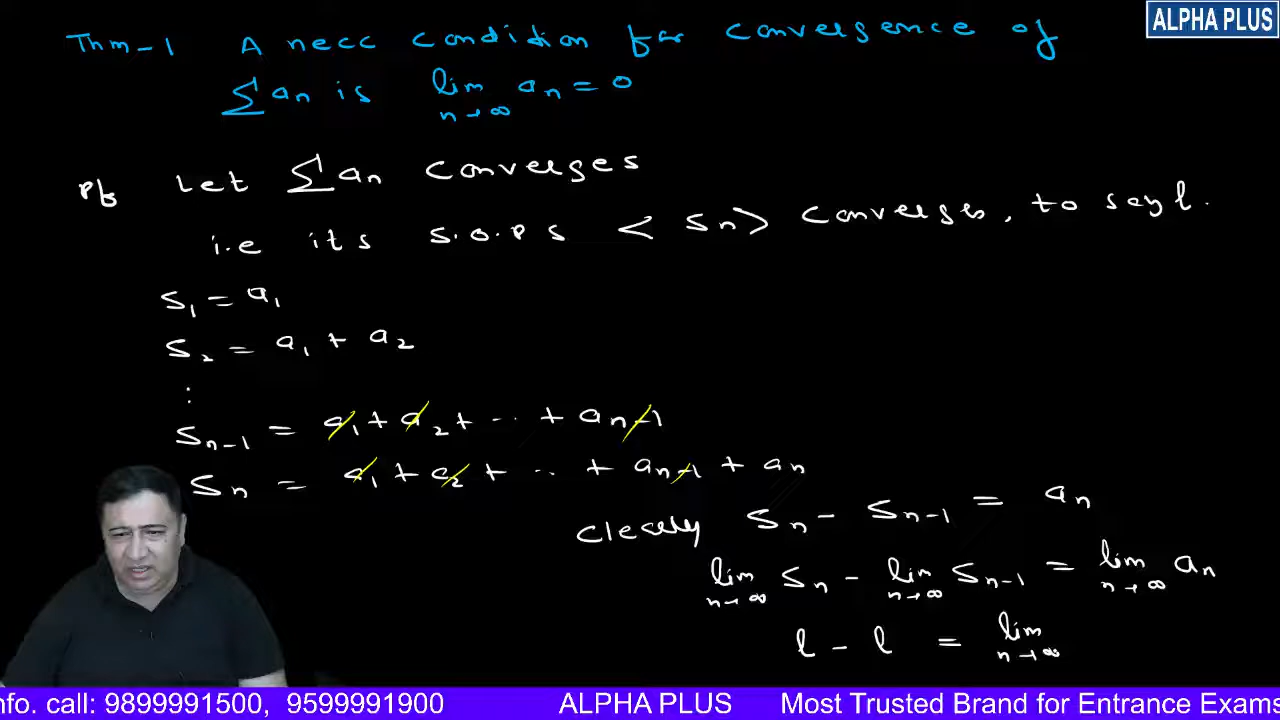 ALPHA PLUS
Thm-1 A necc condition for convergence of
∑an is lim n→∞ an = 0
Pf Let ∑an converges
i.e its s.o.p.s < sn> converges, to say l.
s1 = a1
s2 = a1 + a2
⋮
sn-1 = a1 + a2 + ... + an-1
sn = a1 + a2 + ... + an-1 + an
clearly sn - sn-1 = an
lim n→∞ sn - lim n→∞ sn-1 = lim n→∞ an
l - l = lim n→∞
nfo. call: 9899991500, 9599991900 ALPHA PLUS Most Trusted Brand for Entrance Exams